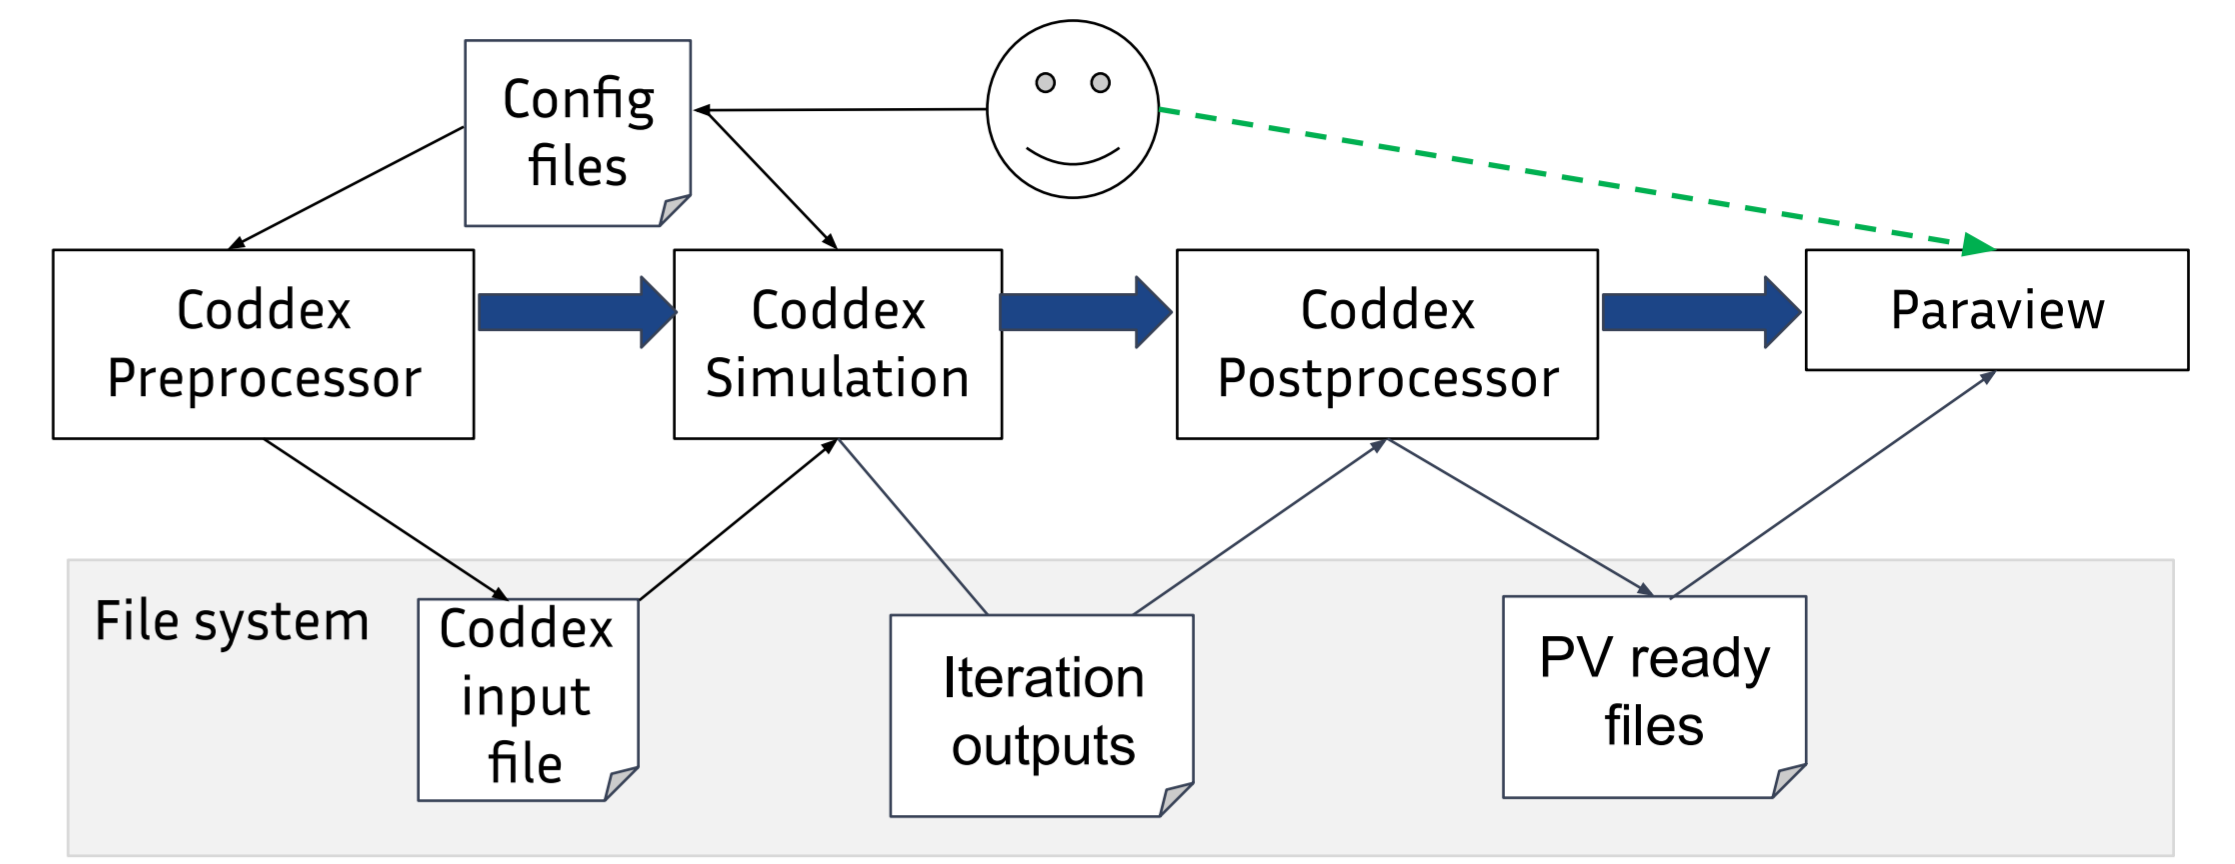 Config
files
Coddex
Preprocessor
Coddex
Simulation
Coddex
Postprocessor
Paraview
File system
Coddex
input
file
Iteration
outputs
PV ready
files